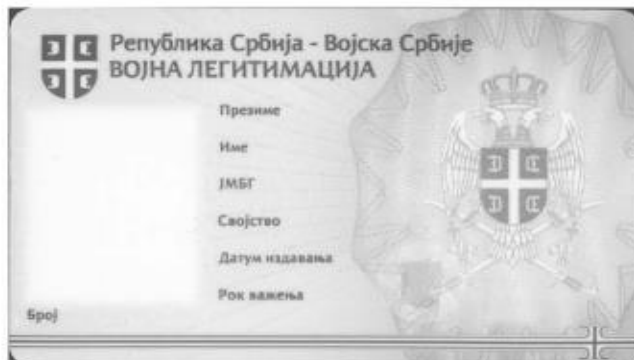 Република Србија - Војска Србије
ВОЈНА ЛЕГИТИМАЦИЈА
Презиме
Име
ЈМБГ
Својство
Датум издавања
Рок важења
Број